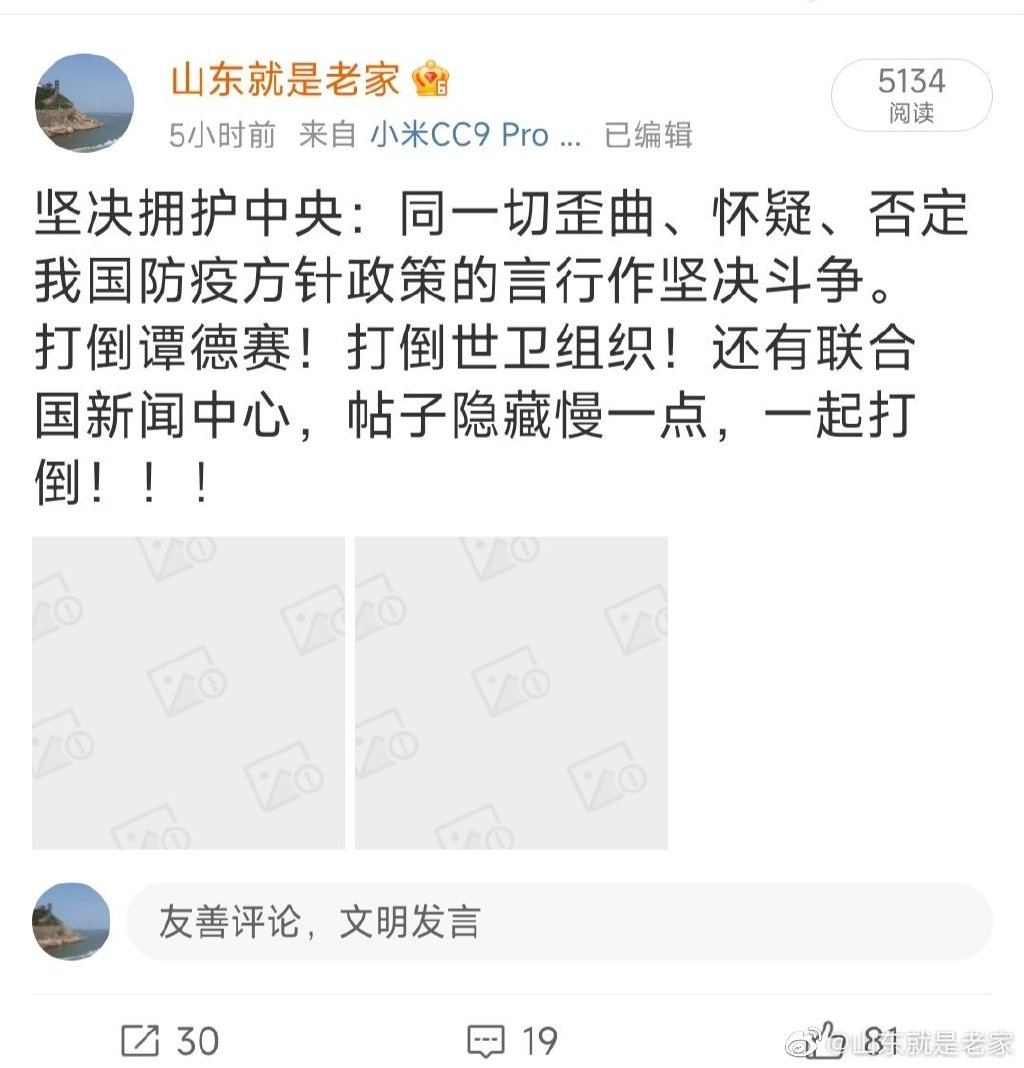 山东就是老家
5134
阅读
5小时前 来自 小米CC9 Pro ... 已编辑
坚决拥护中央：同一切歪曲、怀疑、否定
我国防疫方针政策的言行作坚决斗争。
打倒谭德赛！打倒世卫组织！还有联合
国新闻中心，帖子隐藏慢一点，一起打
倒！！！
友善评论，文明发言
30 19 81
@山东就是老家